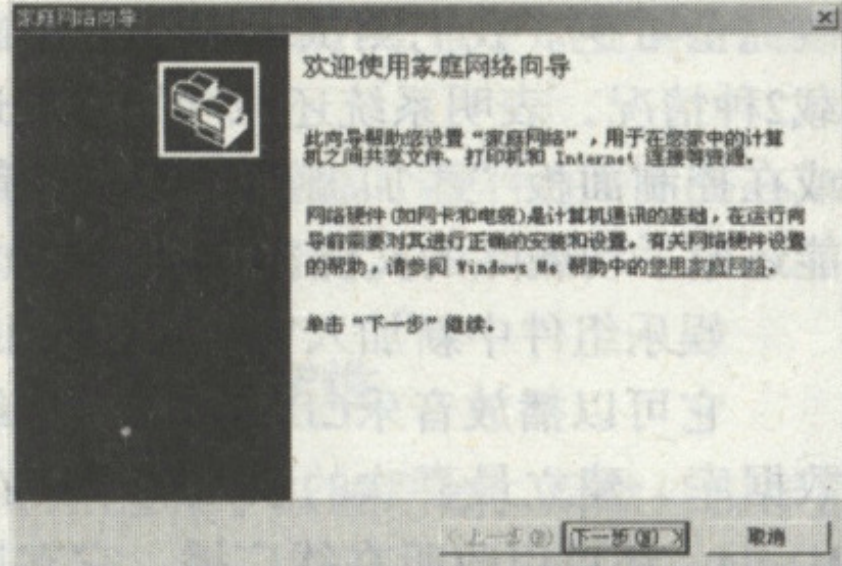 家庭网络向导
欢迎使用家庭网络向导
此向导帮助您设置“家庭网络”,用于在您家中的计算
机之间共享文件、打印机和 Internet 连接等资源。
网络硬件(如网卡和电缆)是计算机通讯的基础,在运行向
导前需要对其进行正确的安装和设置。有关网络硬件设置
的帮助,请参阅 Windows Me 帮助中的使用家庭网络。
单击“下一步”继续。
<上一步(B)
下一步(N) >
取消